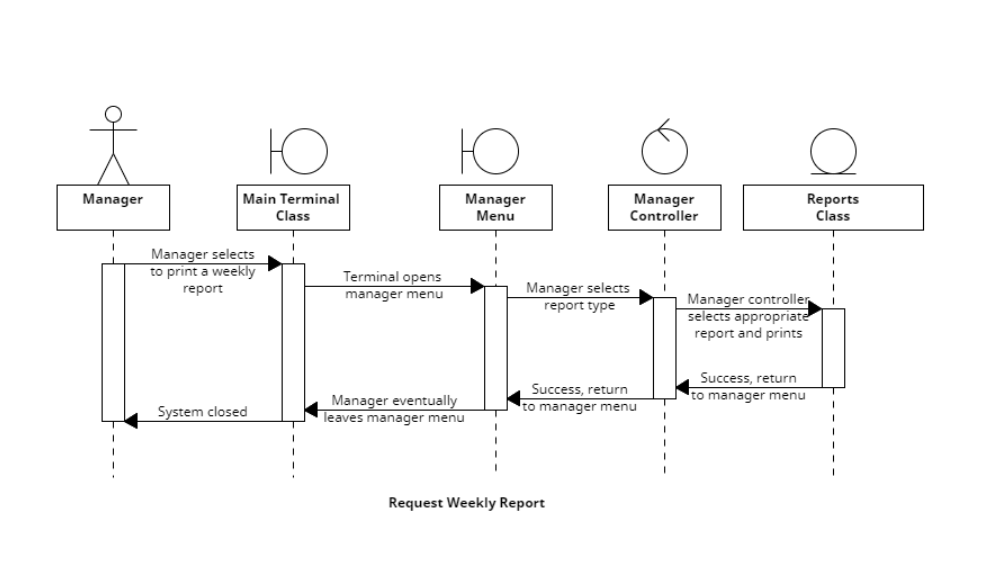 Manager
Main Terminal
Class
Manager
Menu
Manager
Controller
Reports
Class
Manager selects
to print a weekly
report
Terminal opens
manager menu
Manager selects
report type
Manager controller
selects appropriate
report and prints
Success, return
to manager menu
Success, return
to manager menu
Manager eventually
leaves manager menu
System closed
Request Weekly Report